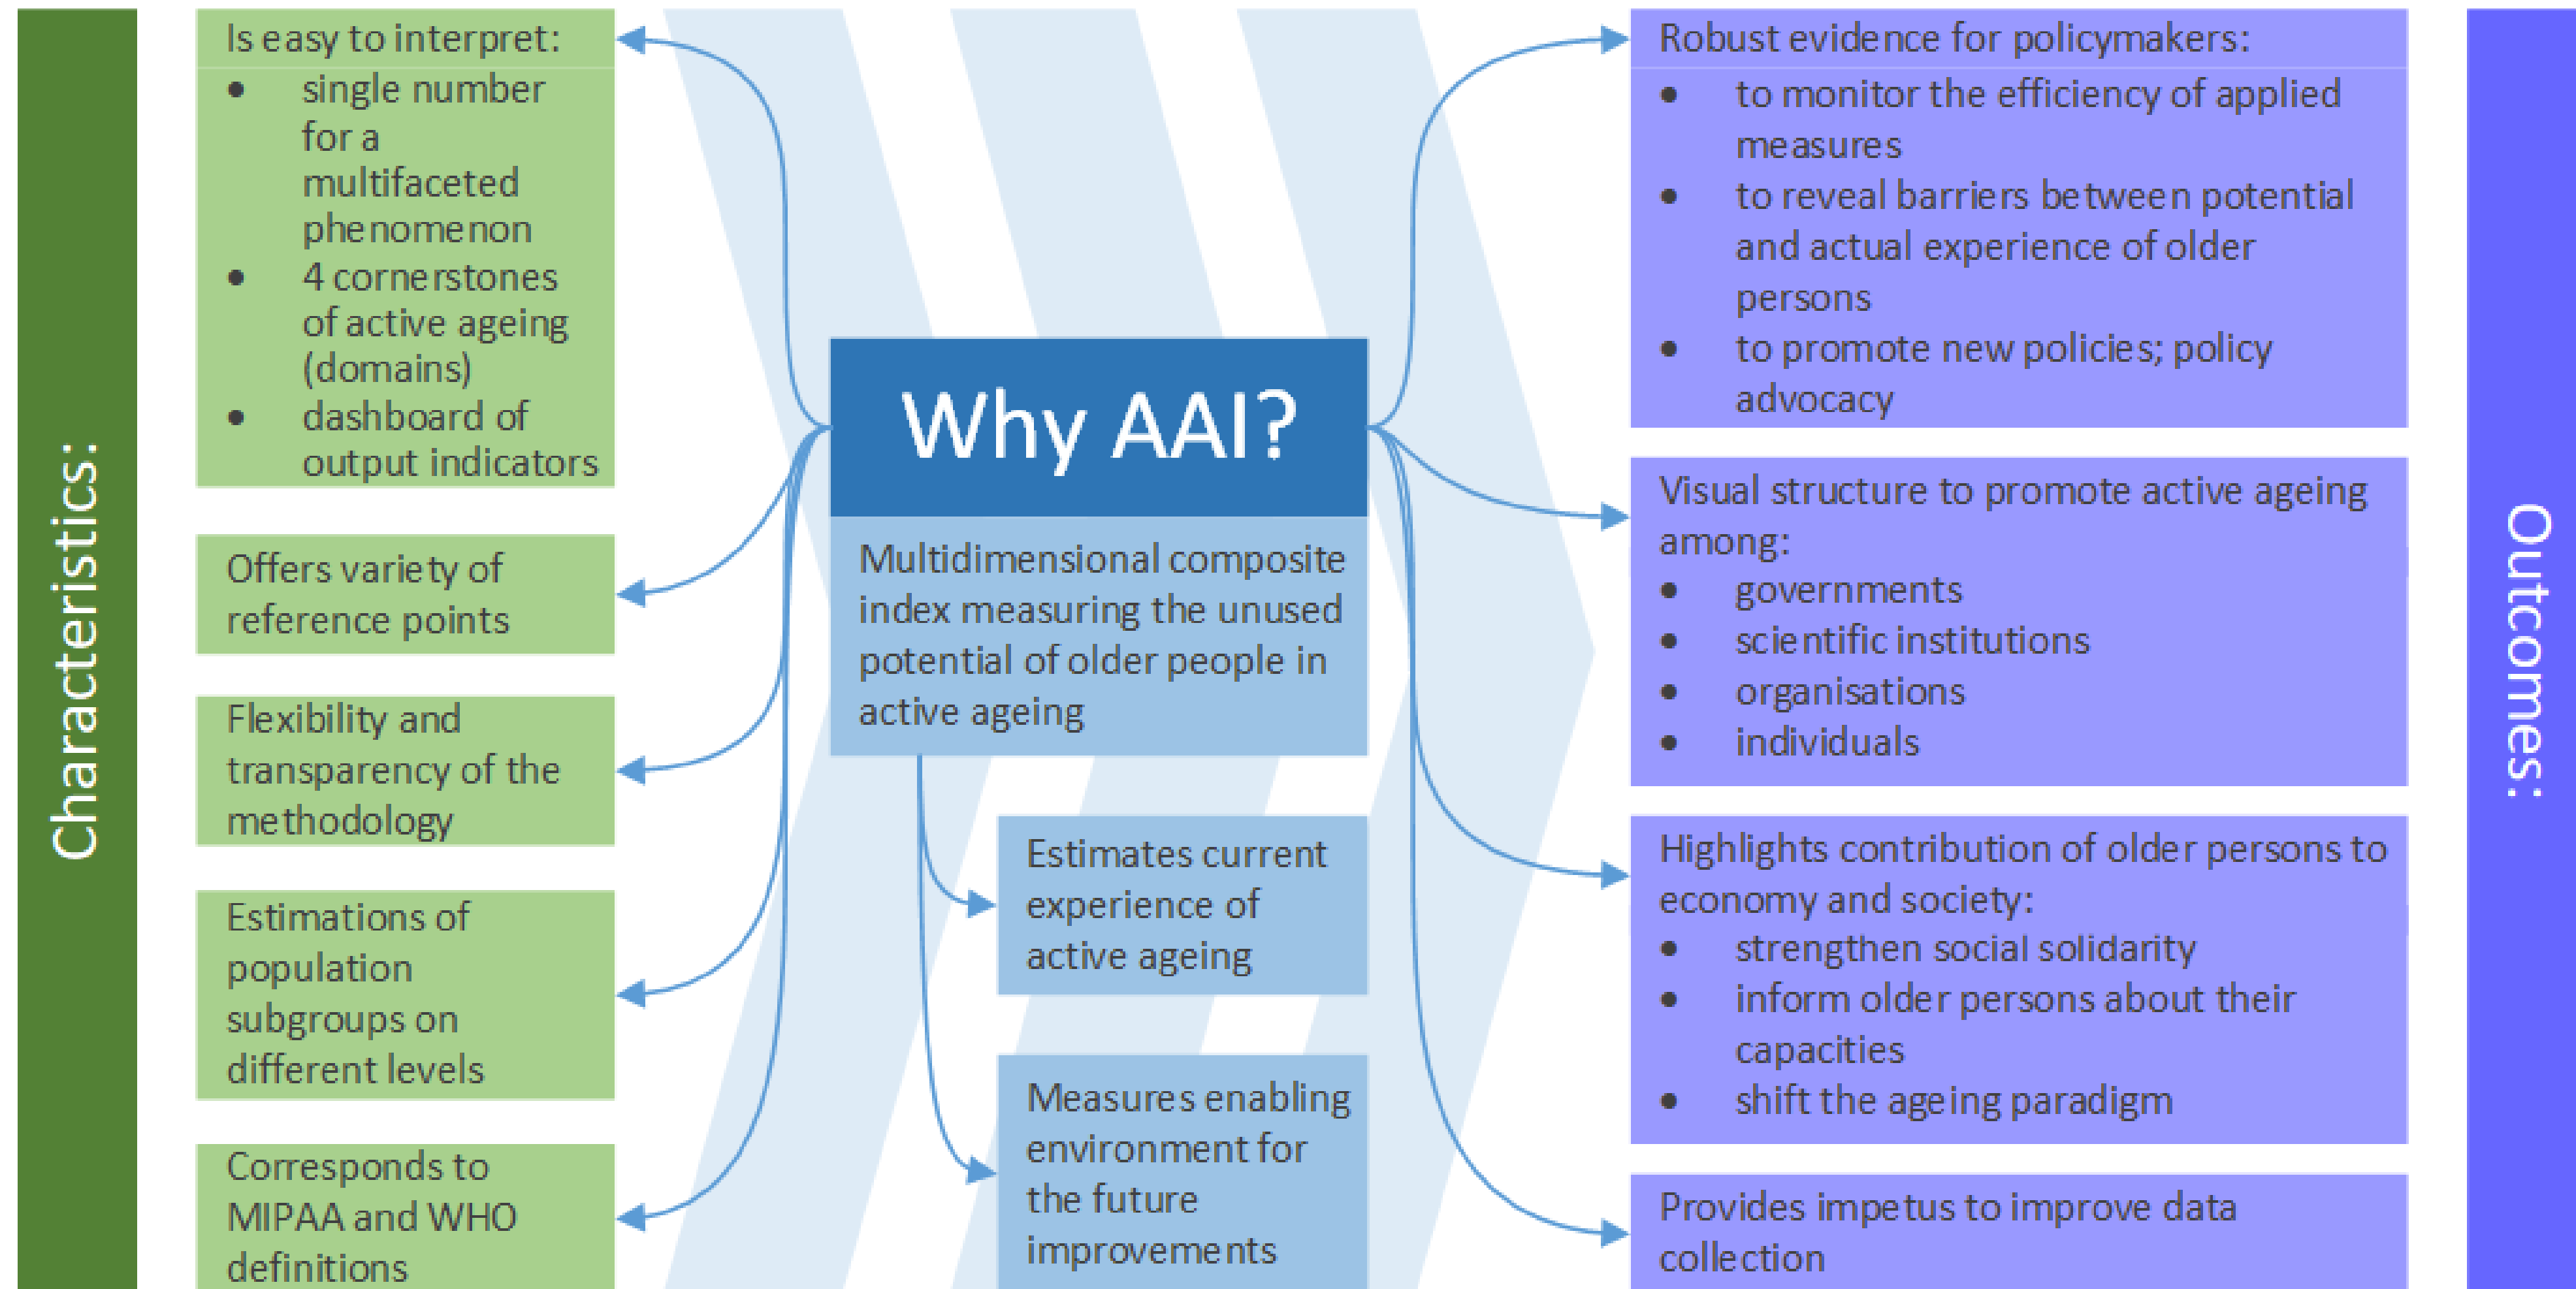 Characteristics:
Is easy to interpret:
• single number
for a
multifaceted
phenomenon
• 4 cornerstones
of active ageing
(domains)
• dashboard of
output indicators
Offers variety of
reference points
Flexibility and
transparency of the
methodology
Estimations of
population
subgroups on
different levels
Corresponds to
MIPAA and WHO
definitions
Why AAI?
Multidimensional composite
index measuring the unused
potential of older people in
active ageing
Estimates current
experience of
active ageing
Measures enabling
environment for
the future
improvements
Robust evidence for policymakers:
• to monitor the efficiency of applied
measures
• to reveal barriers between potential
and actual experience of older
persons
• to promote new policies; policy
advocacy
Visual structure to promote active ageing
among:
• governments
• scientific institutions
• organisations
• individuals
Highlights contribution of older persons to
economy and society:
• strengthen social solidarity
• inform older persons about their
capacities
• shift the ageing paradigm
Provides impetus to improve data
collection
Outcomes: